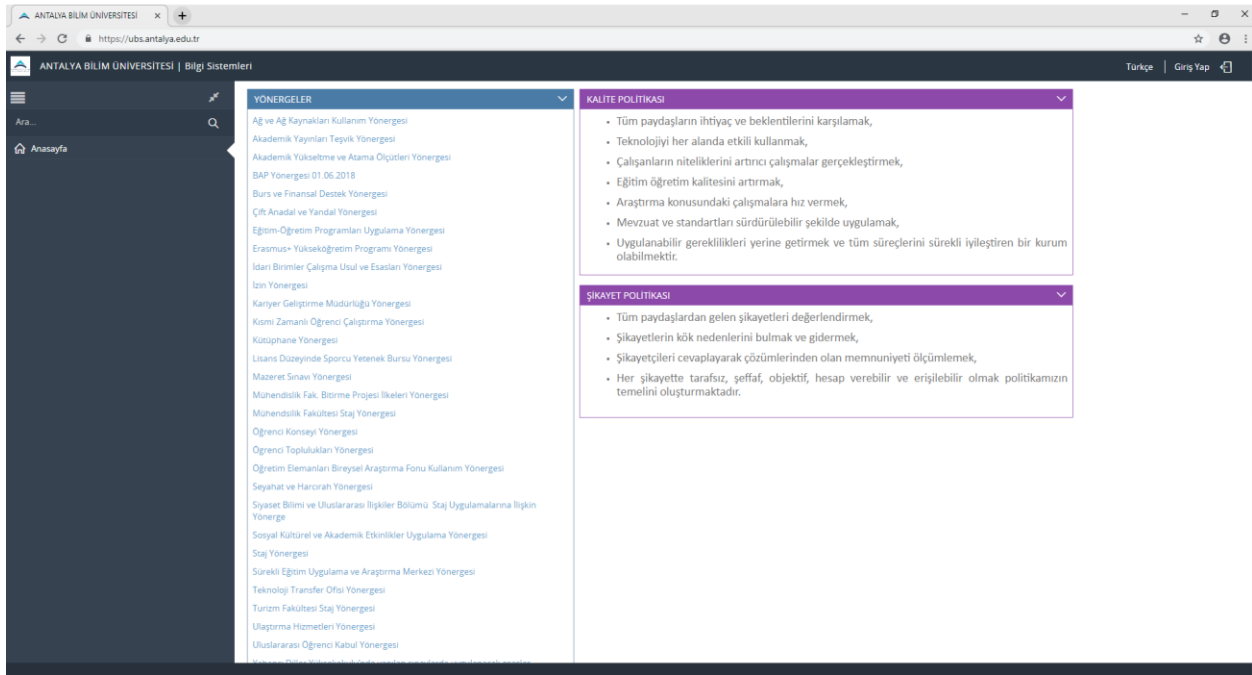 ANTALYA BİLİM ÜNİVERSİTESİ
https://ubs.antalya.edu.tr
ANTALYA BİLİM ÜNİVERSİTESİ | Bilgi Sistemleri
Türkçe | Giriş Yap
Ara...
Anasayfa
YÖNERGELER
Ağ ve Ağ Kaynakları Kullanım Yönergesi
Akademik Yayınları Teşvik Yönergesi
Akademik Yükseltme ve Atama Ölçütleri Yönergesi
BAP Yönergesi 01.06.2018
Burs ve Finansal Destek Yönergesi
Çift Anadal ve Yandal Yönergesi
Eğitim-Öğretim Programları Uygulama Yönergesi
Erasmus+ Yükseköğretim Programı Yönergesi
İdari Birimler Çalışma Usul ve Esasları Yönergesi
İzin Yönergesi
Kariyer Geliştirme Müdürlüğü Yönergesi
Kısmi Zamanlı Öğrenci Çalıştırma Yönergesi
Kütüphane Yönergesi
Lisans Düzeyinde Sporcu Yetenek Bursu Yönergesi
Mazeret Sınavı Yönergesi
Mühendislik Fak. Bitirme Projesi İlkeleri Yönergesi
Mühendsilik Fakültesi Staj Yönergesi
Öğrenci Konseyi Yönergesi
Ögrenci Toplulukları Yönergesi
Öğretim Elemanları Bireysel Araştırma Fonu Kullanım Yönergesi
Seyahat ve Harcırah Yönergesi
Siyaset Bilimi ve Uluslararası İlişkiler Bölümü Staj Uygulamalarına İlişkin
Yönerge
Sosyal Kültürel ve Akademik Etkinlikler Uygulama Yönergesi
Staj Yönergesi
Sürekli Eğitim Uygulama ve Araştırma Merkezi Yönergesi
Teknoloji Transfer Ofisi Yönergesi
Turizm Fakültesi Staj Yönergesi
Ulaştırma Hizmetleri Yönergesi
Uluslararası Öğrenci Kabul Yönergesi
KALİTE POLİTİKASI
• Tüm paydaşların ihtiyaç ve beklentilerini karşılamak,
• Teknolojiyi her alanda etkili kullanmak,
• Çalışanların niteliklerini artırıcı çalışmalar gerçekleştirmek,
• Eğitim öğretim kalitesini artırmak,
• Araştırma konusundaki çalışmalara hız vermek,
• Mevzuat ve standartları sürdürülebilir şekilde uygulamak,
• Uygulanabilir gereklilikleri yerine getirmek ve tüm süreçlerini sürekli iyileştiren bir kurum
olabilmektir.
ŞİKAYET POLİTİKASI
• Tüm paydaşlardan gelen şikayetleri değerlendirmek,
• Şikayetlerin kök nedenlerini bulmak ve gidermek,
• Şikayetçileri cevaplayarak çözümlerinden olan memnuniyeti ölçümlemek,
• Her şikayette tarafsız, şeffaf, objektif, hesap verebilir ve erişilebilir olmak politikamızın
temelini oluşturmaktadır.